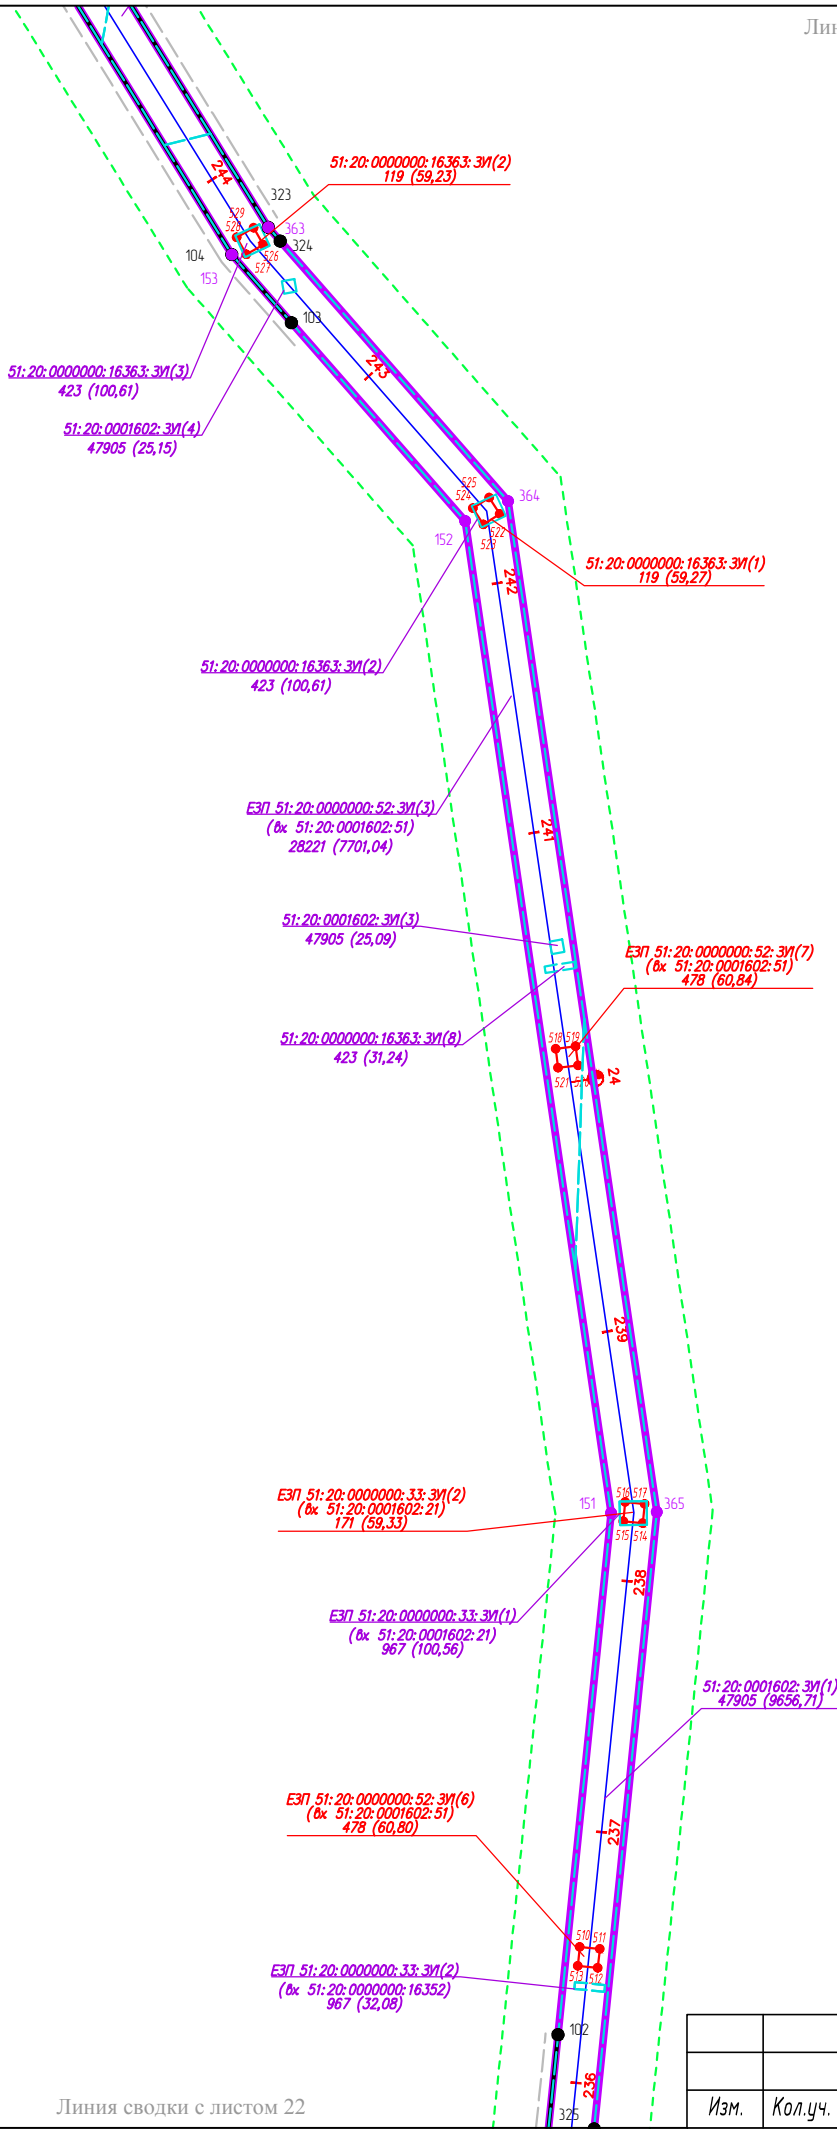 Лин
51:20:0000000:16363:ЗУ(2)
119 (59,23)
244
323
529
528
363
324
526
527
104
153
103
51:20:0000000:16363:ЗУ(3)
423 (100,61)
243
51:20:0001602:ЗУ(4)
47905 (25,15)
525
524
364
522
523
152
51:20:0000000:16363:ЗУ(1)
119 (59,27)
242
51:20:0000000:16363:ЗУ(2)
423 (100,61)
ЕЗП 51:20:0000000:52:ЗУ(3)
(вх 51:20:0001602:51)
28221 (7701,04)
241
51:20:0001602:ЗУ(3)
47905 (25,09)
ЕЗП 51:20:0000000:52:ЗУ(7)
(вх 51:20:0001602:51)
478 (60,84)
51:20:0000000:16363:ЗУ(8)
423 (31,24)
518 519
521
24
239
ЕЗП 51:20:0000000:33:ЗУ(2)
(вх 51:20:0001602:21)
171 (59,33)
516 517
151
365
515 514
238
ЕЗП 51:20:0000000:33:ЗУ(1)
(вх 51:20:0001602:21)
967 (100,56)
51:20:0001602:ЗУ(1)
47905 (9656,71)
ЕЗП 51:20:0000000:52:ЗУ(6)
(вх 51:20:0001602:51)
478 (60,80)
237
510 511
513 512
ЕЗП 51:20:0000000:33:ЗУ(2)
(вх 51:20:0000000:16352)
967 (32,08)
102
236
325
Линия сводки с листом 22
Изм. Кол.уч.